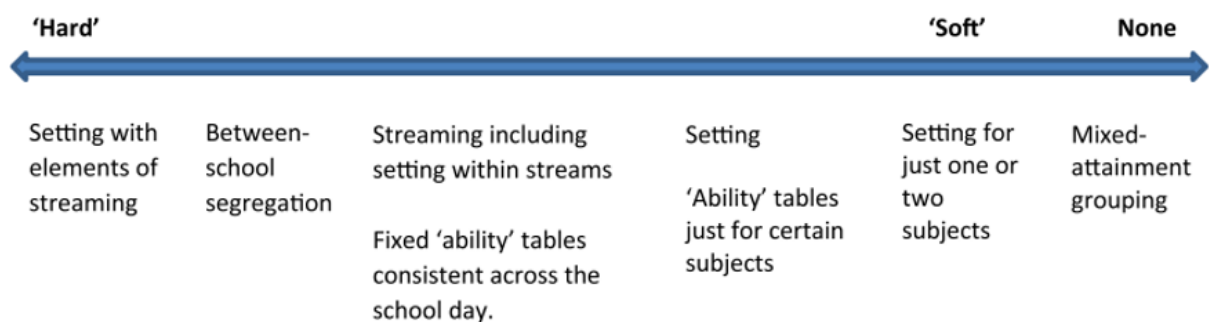 ‘Hard’
‘Soft’
None
Setting with
elements of
streaming
Between-
school
segregation
Streaming including
setting within streams
Fixed ‘ability’ tables
consistent across the
school day.
Setting
‘Ability’ tables
just for certain
subjects
Setting for
just one or
two
subjects
Mixed-
attainment
grouping